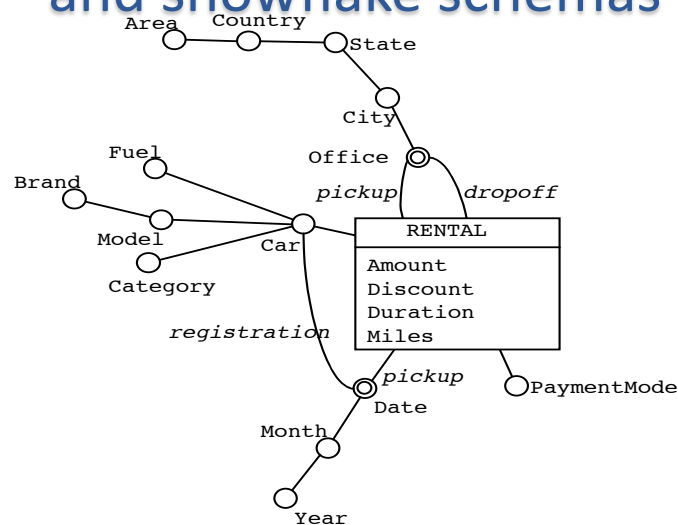 and snowflake schemas
Area
Country
State
City
Office
Fuel
Brand
pickup
dropoff
Model
Car
RENTAL
Category
Amount
Discount
Duration
Miles
registration
pickup
PaymentMode
Date
Month
Year